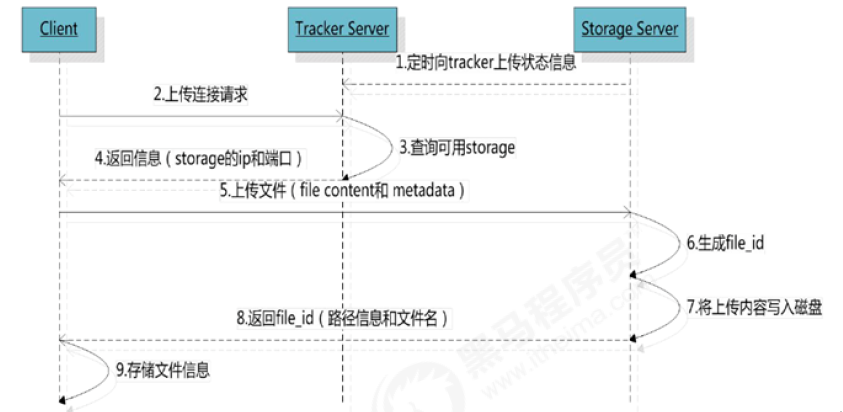 Client
Tracker Server
Storage Server
1.定时向tracker上传状态信息
2.上传连接请求
3.查询可用storage
4.返回信息（storage的ip和端口）
5.上传文件（file content和 metadata）
6.生成file_id
7.将上传内容写入磁盘
8.返回file_id（路径信息和文件名）
9.存储文件信息
黑马程序员
www.itheima.com